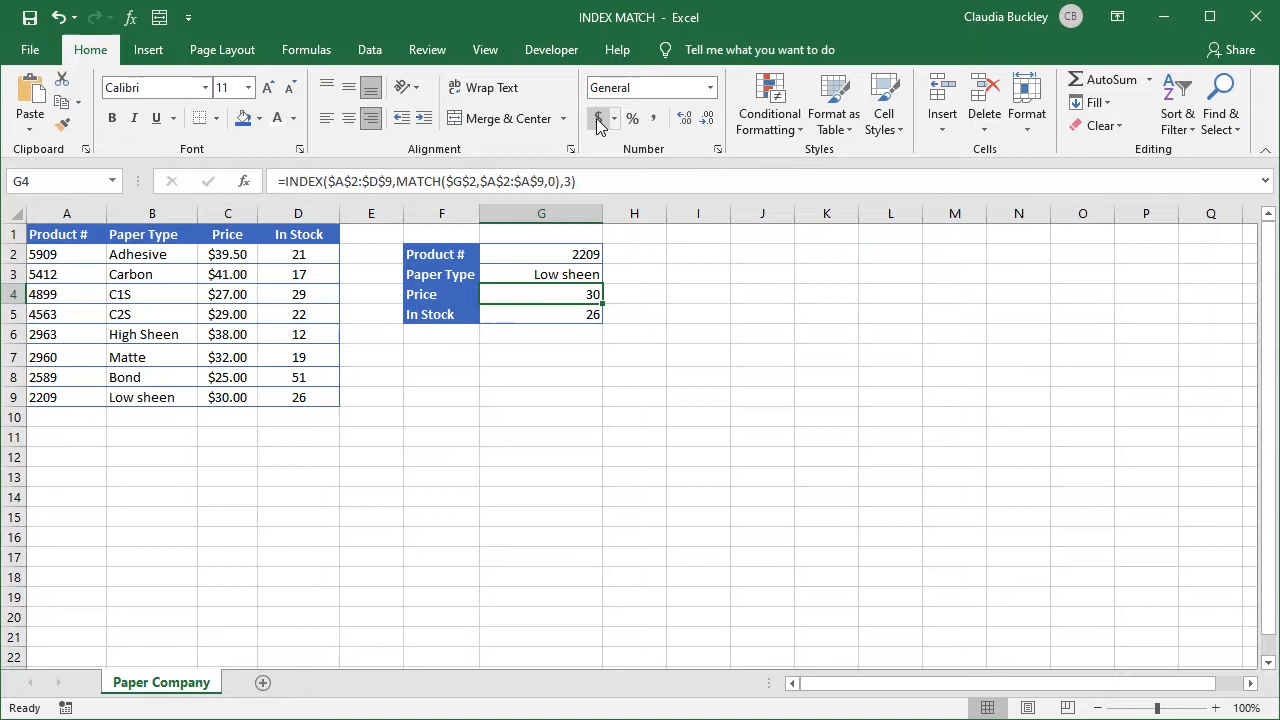 INDEX MATCH - Excel
Claudia Buckley CB
File Home Insert Page Layout Formulas Data Review View Developer Help Tell me what you want to do Share
Paste
Clipboard
Calibri 11
B I U
Font
Wrap Text
Merge & Center
Alignment
General
$ % ,
Number
Conditional Formatting
Format as Table
Cell Styles
Styles
Insert Delete Format
Cells
AutoSum
Fill
Clear
Sort & Filter
Find & Select
Editing
G4 fx =INDEX($A$2:$D$9,MATCH($G$2,$A$2:$A$9,0),3)
A B C D E F G H I J K L M N O P Q
1 Product # Paper Type Price In Stock
2 5909 Adhesive $39.50 21 Product # 2209
3 5412 Carbon $41.00 17 Paper Type Low sheen
4 4899 C1S $27.00 29 Price 30
5 4563 C2S $29.00 22 In Stock 26
6 2963 High Sheen $38.00 12
7 2960 Matte $32.00 19
8 2589 Bond $25.00 51
9 2209 Low sheen $30.00 26
10
11
12
13
14
15
16
17
18
19
20
21
22
Paper Company
Ready 100%